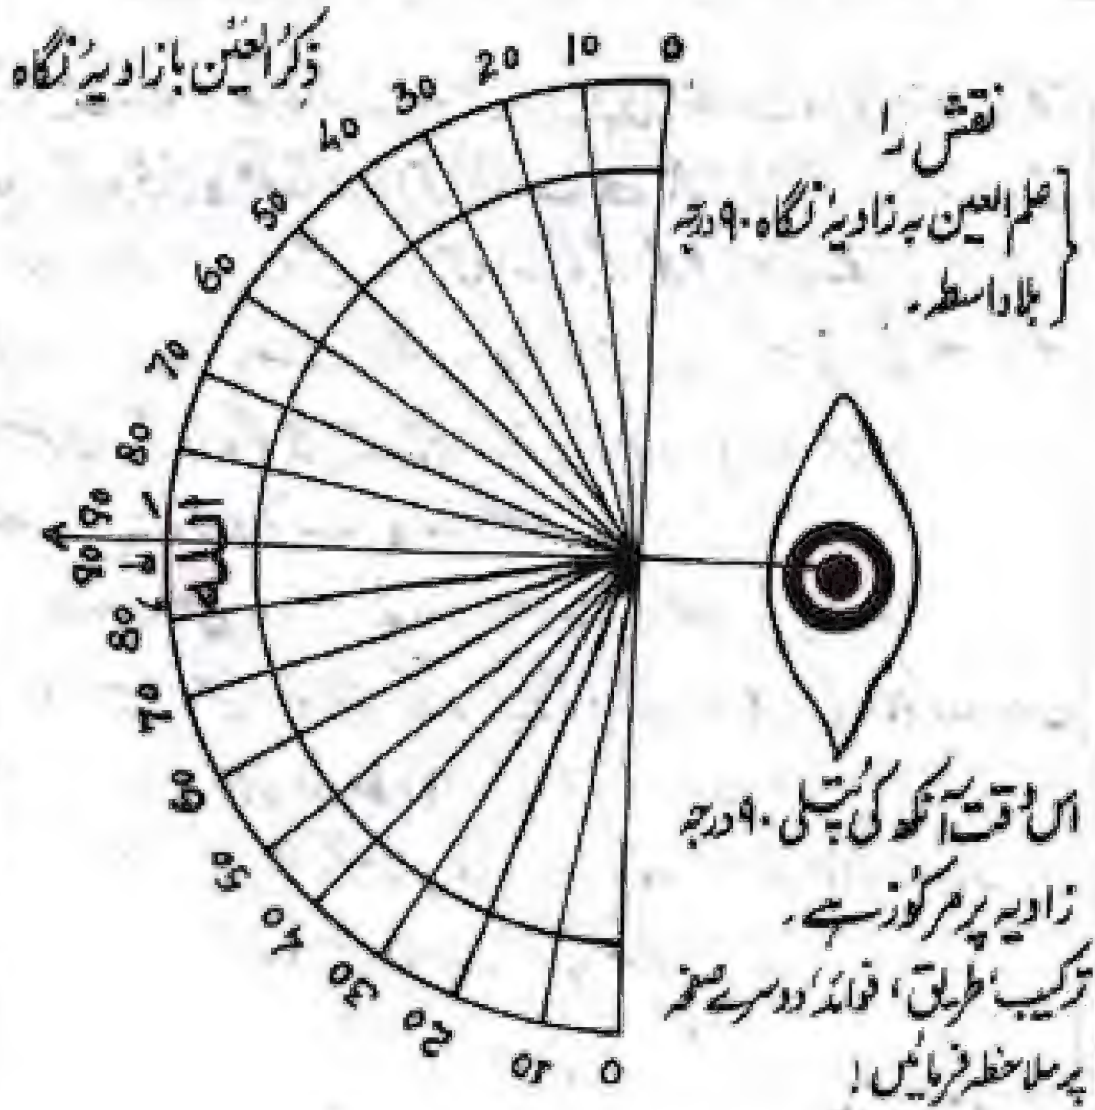 ذکرُ العَین بازاویۂ نگاہ
نقش را
علم العین بہ زاویۂ نگاہ ۹۰ درجہ
بلا واسطہ۔
0
10
20
30
40
50
60
70
80
90
A
اللہ
90
80
70
60
50
40
30
20
10
0
اس وقت آنکھ کی پُتلی ۹۰ درجہ
زاویہ پر مرکوز ہے۔
ترکیب، طریق، فوائد دوسرے صفحہ
پر ملاحظہ فرمائیں!